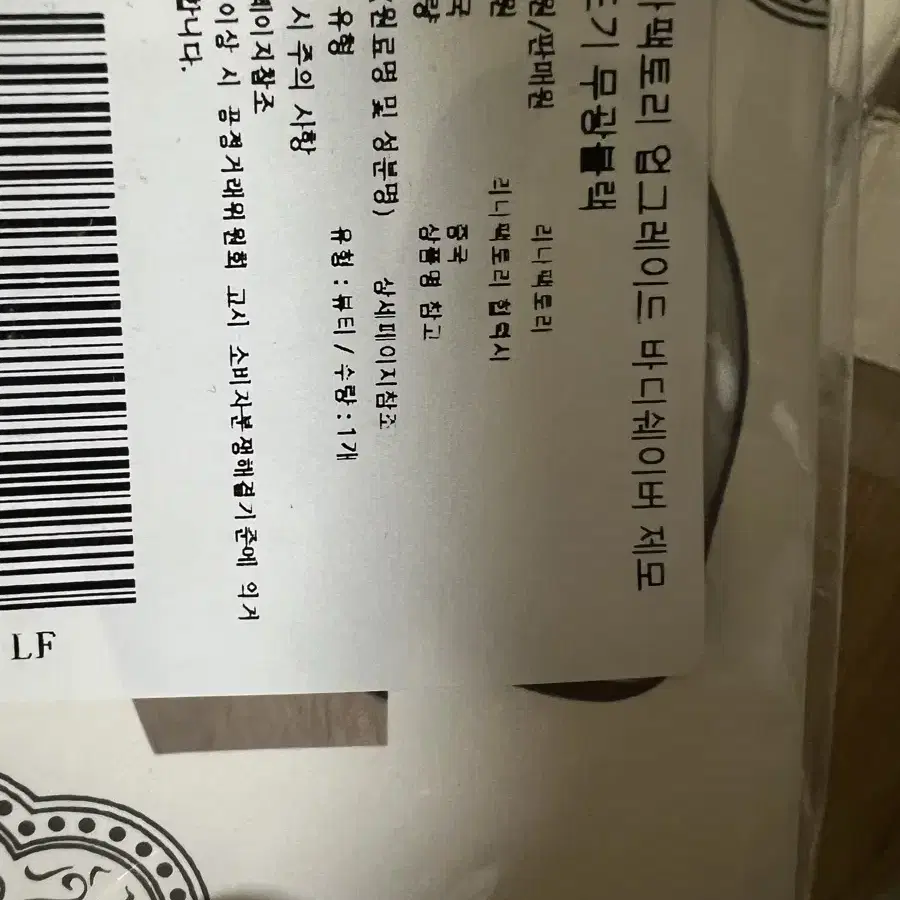 팩토리 업그레이드 바디쉐이버 제모
기 무광블랙
원/판매원 리니팩토리
원 리니팩토리 협력사
국 중국
량 상품명 참고
원료명 및 성분명) 상세페이지참조
유형 유형 : 뷰티 / 수량 : 1개
시 주의 사항
페이지참조
이상 시 공정거래위원회 고시 소비자분쟁해결기준에 의거
합니다.
LF